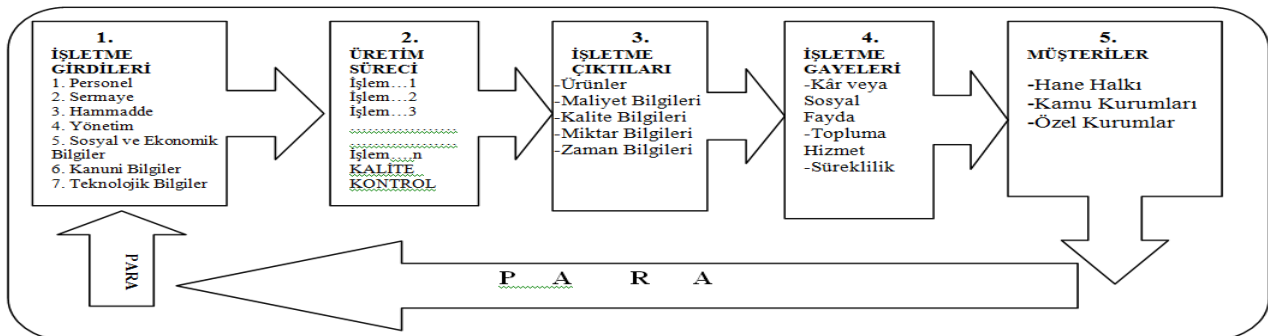 1.
İŞLETME
GİRDİLERİ
1. Personel
2. Sermaye
3. Hammadde
4. Yönetim
5. Sosyal ve Ekonomik
Bilgiler
6. Kanuni Bilgiler
7. Teknolojik Bilgiler
2.
ÜRETİM
SÜRECİ
İşlem…1
İşlem…2
İşlem…3
........................
........................
İşlem….n
KALİTE
KONTROL
3.
İŞLETME
ÇIKTILARI
-Ürünler
-Maliyet Bilgileri
-Kalite Bilgileri
-Miktar Bilgileri
-Zaman Bilgileri
4.
İŞLETME
GAYELERİ
-Kâr veya
Sosyal
Fayda
-Topluma
Hizmet
-Süreklilik
5.
MÜŞTERİLER
-Hane Halkı
-Kamu Kurumları
-Özel Kurumlar
PARA
P A R A